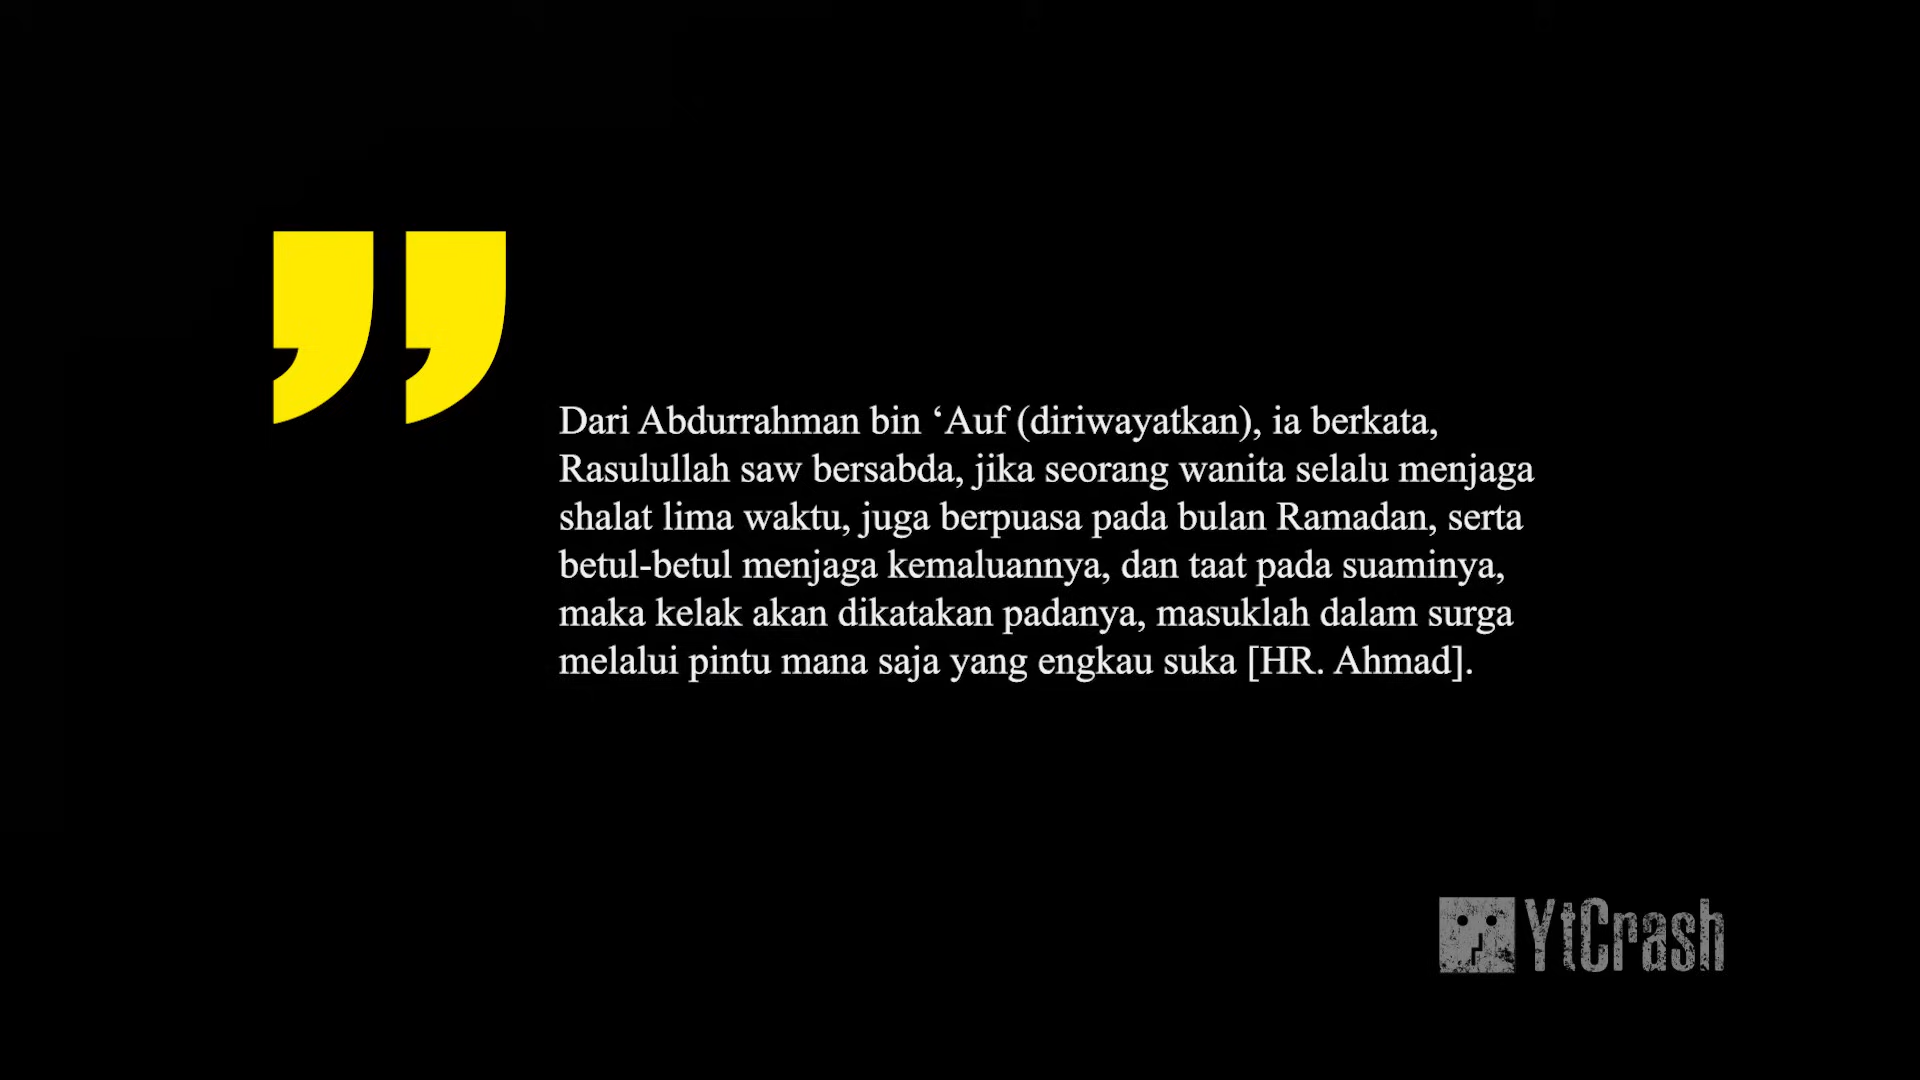 Dari Abdurrahman bin ‘Auf (diriwayatkan), ia berkata,
Rasulullah saw bersabda, jika seorang wanita selalu menjaga
shalat lima waktu, juga berpuasa pada bulan Ramadan, serta
betul-betul menjaga kemaluannya, dan taat pada suaminya,
maka kelak akan dikatakan padanya, masuklah dalam surga
melalui pintu mana saja yang engkau suka [HR. Ahmad].
YtCrash